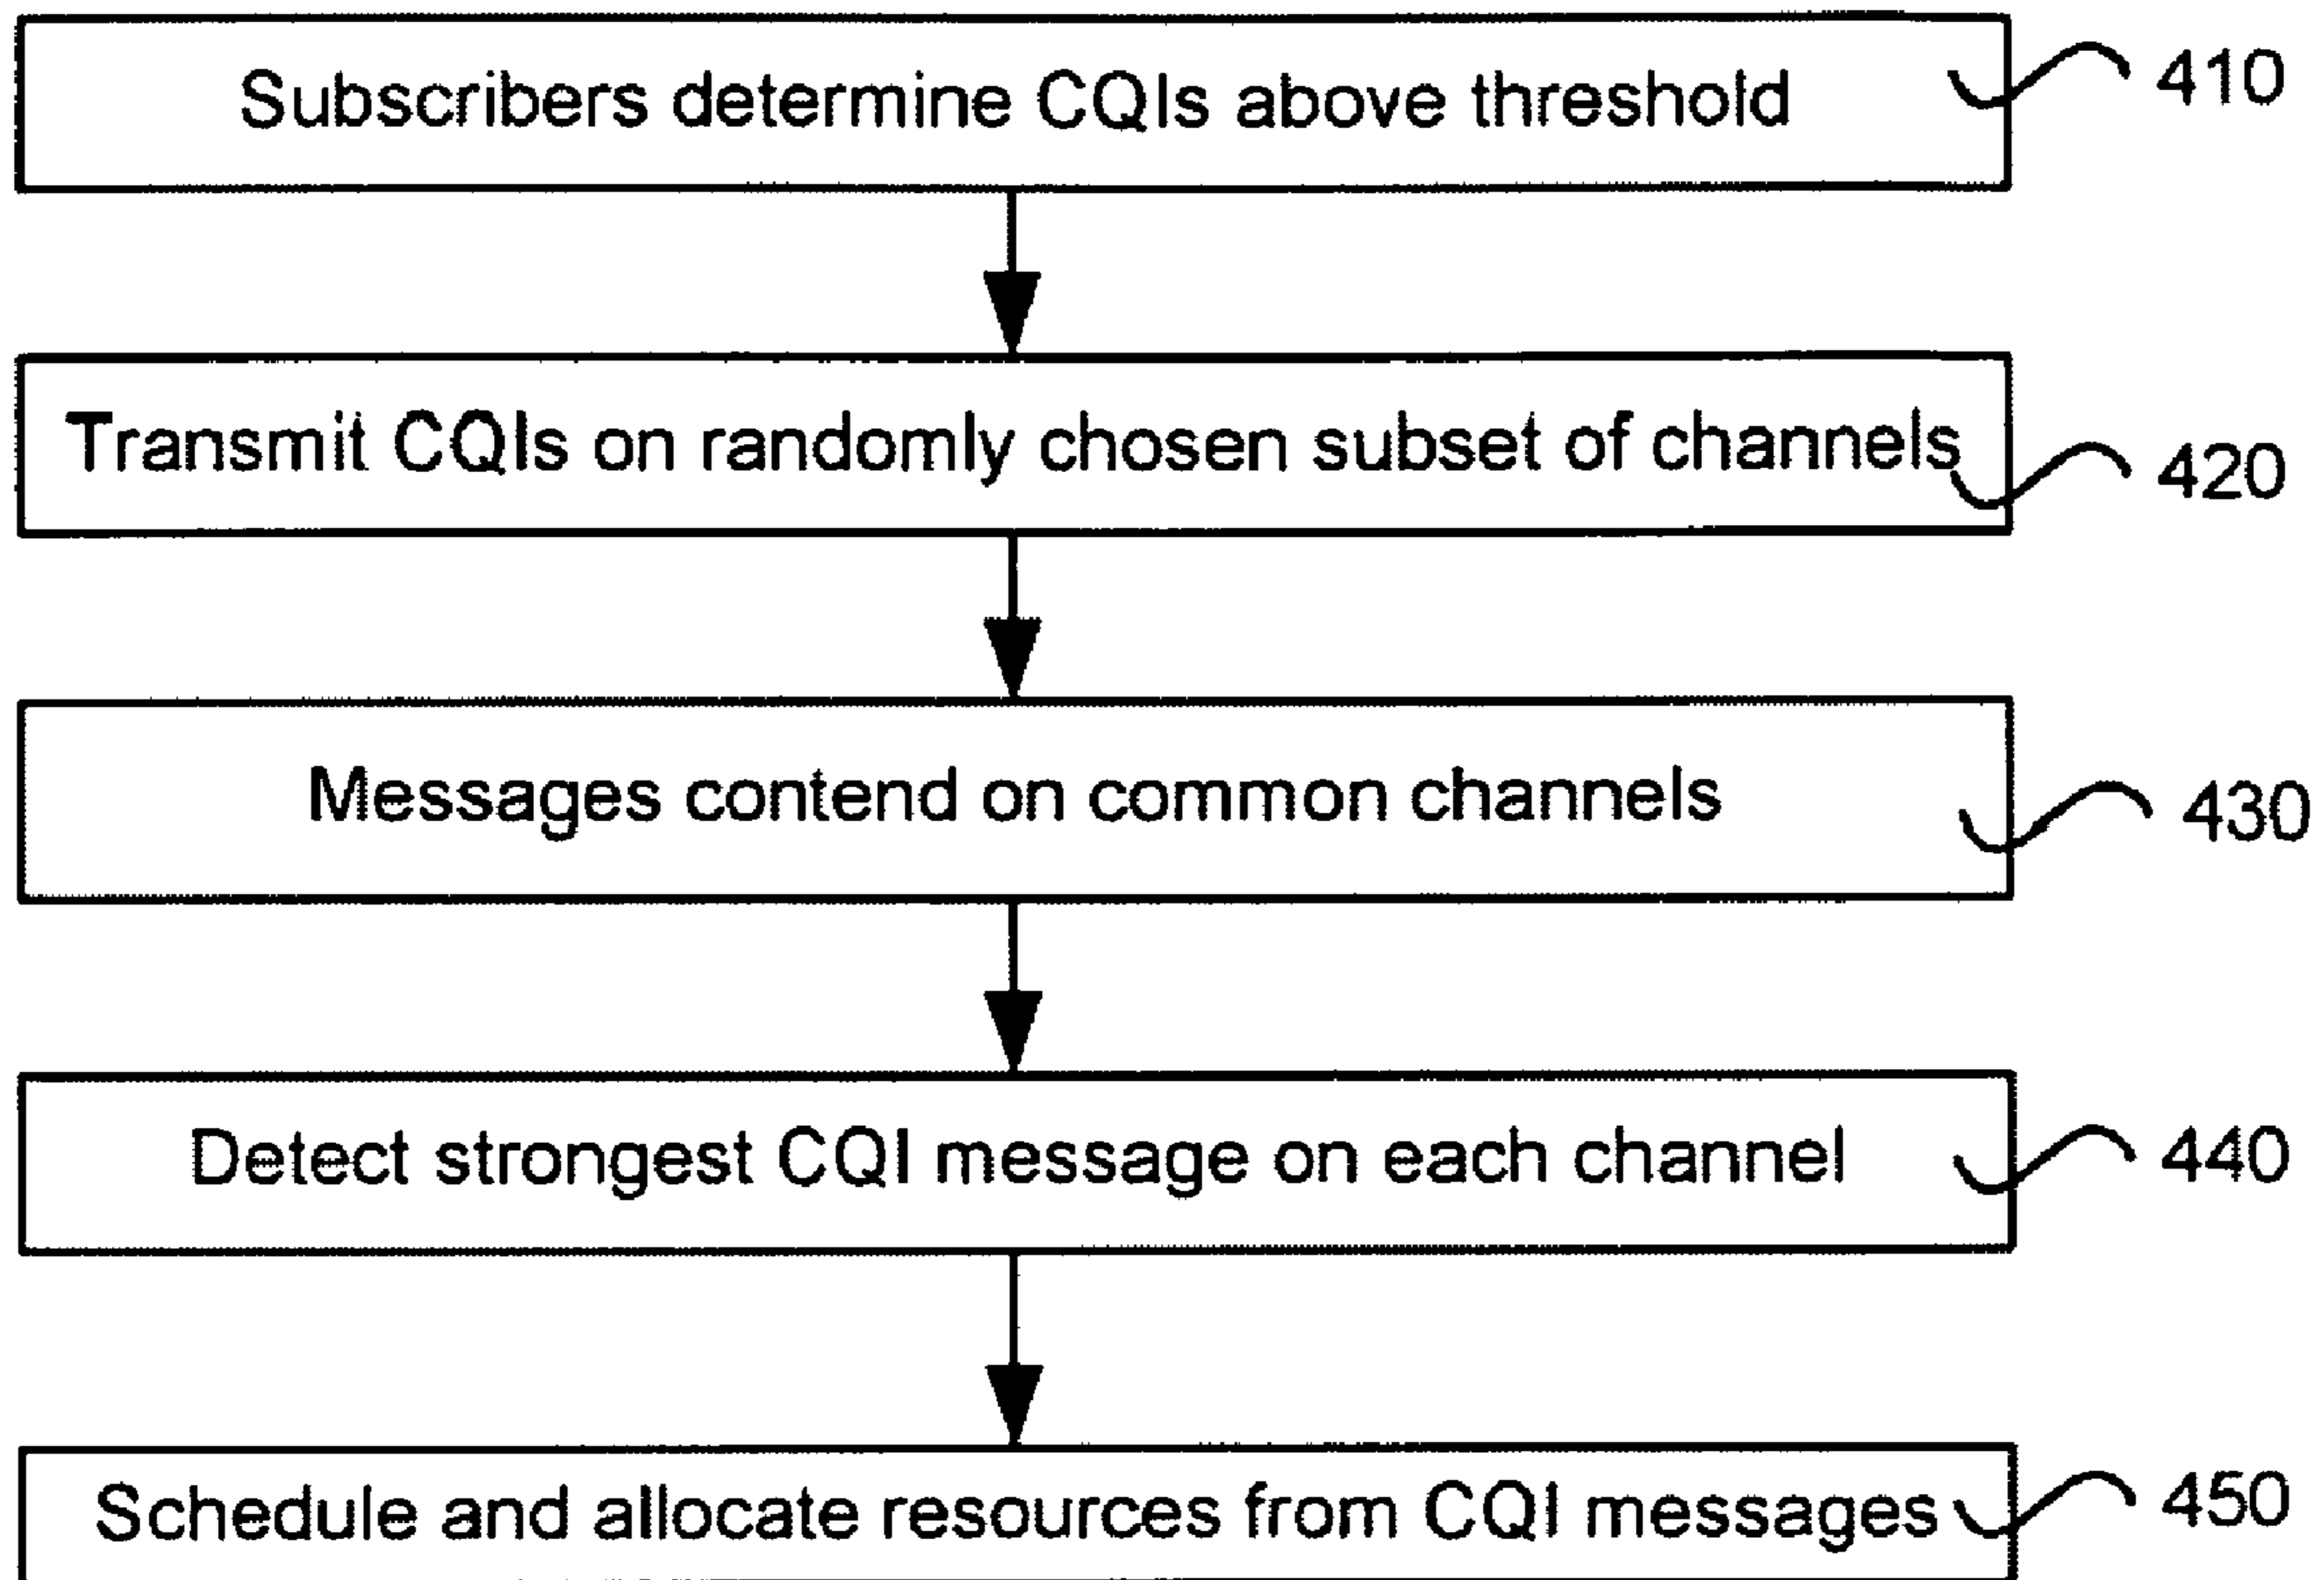 Subscribers determine CQIs above threshold 410
Transmit CQIs on randomly chosen subset of channels 420
Messages contend on common channels 430
Detect strongest CQI message on each channel 440
Schedule and allocate resources from CQI messages 450